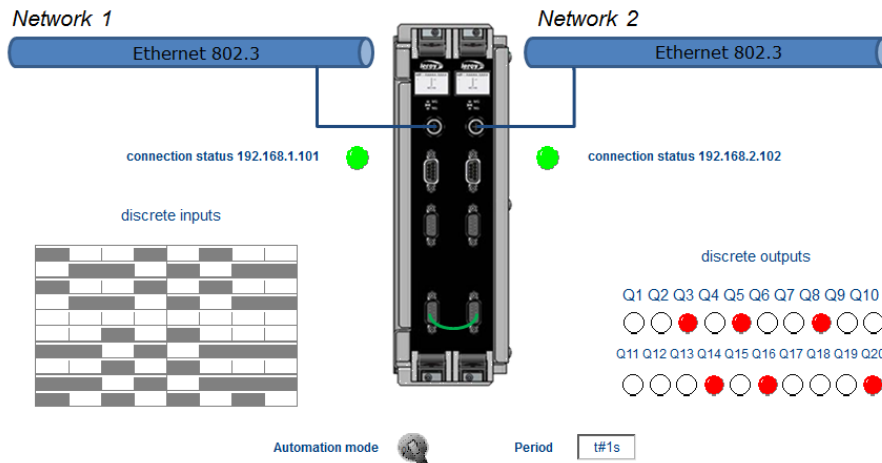 Network 1
Network 2
Ethernet 802.3
Ethernet 802.3
connection status 192.168.1.101
connection status 192.168.2.102
discrete inputs
discrete outputs
Q1 Q2 Q3 Q4 Q5 Q6 Q7 Q8 Q9 Q10
Q11 Q12 Q13 Q14 Q15 Q16 Q17 Q18 Q19 Q20
Automation mode
Period
t#1s